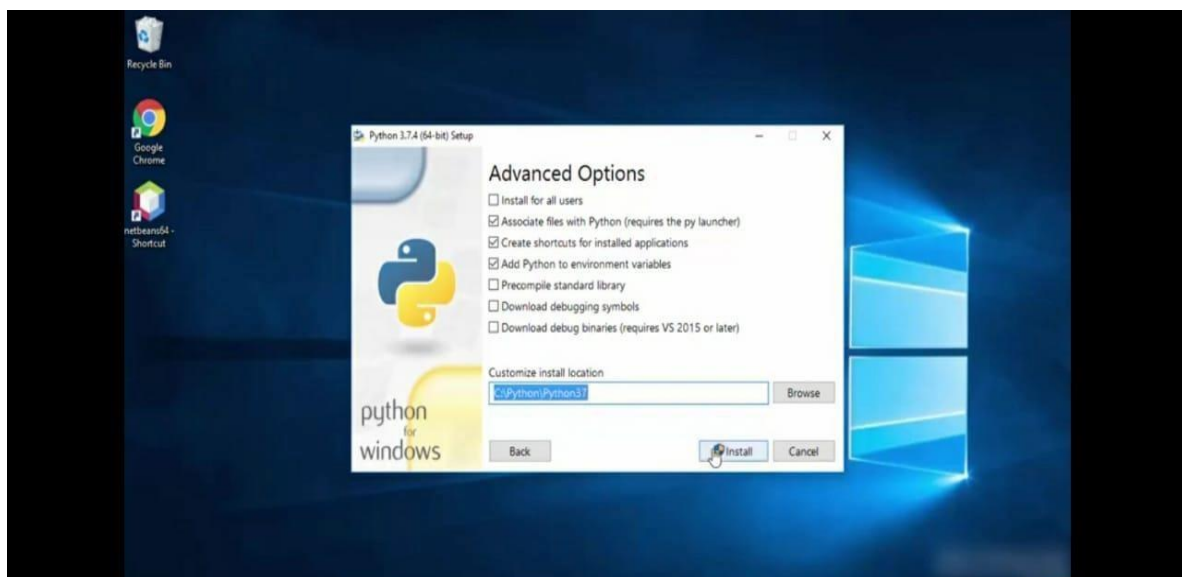 Recycle Bin
Google
Chrome
netbeans64 -
Shortcut
Python 3.7.4 (64-bit) Setup
Advanced Options
Install for all users
Associate files with Python (requires the py launcher)
Create shortcuts for installed applications
Add Python to environment variables
Precompile standard library
Download debugging symbols
Download debug binaries (requires VS 2015 or later)
Customize install location
C:\Python\Python37
Browse
python
for
windows
Back
Install
Cancel